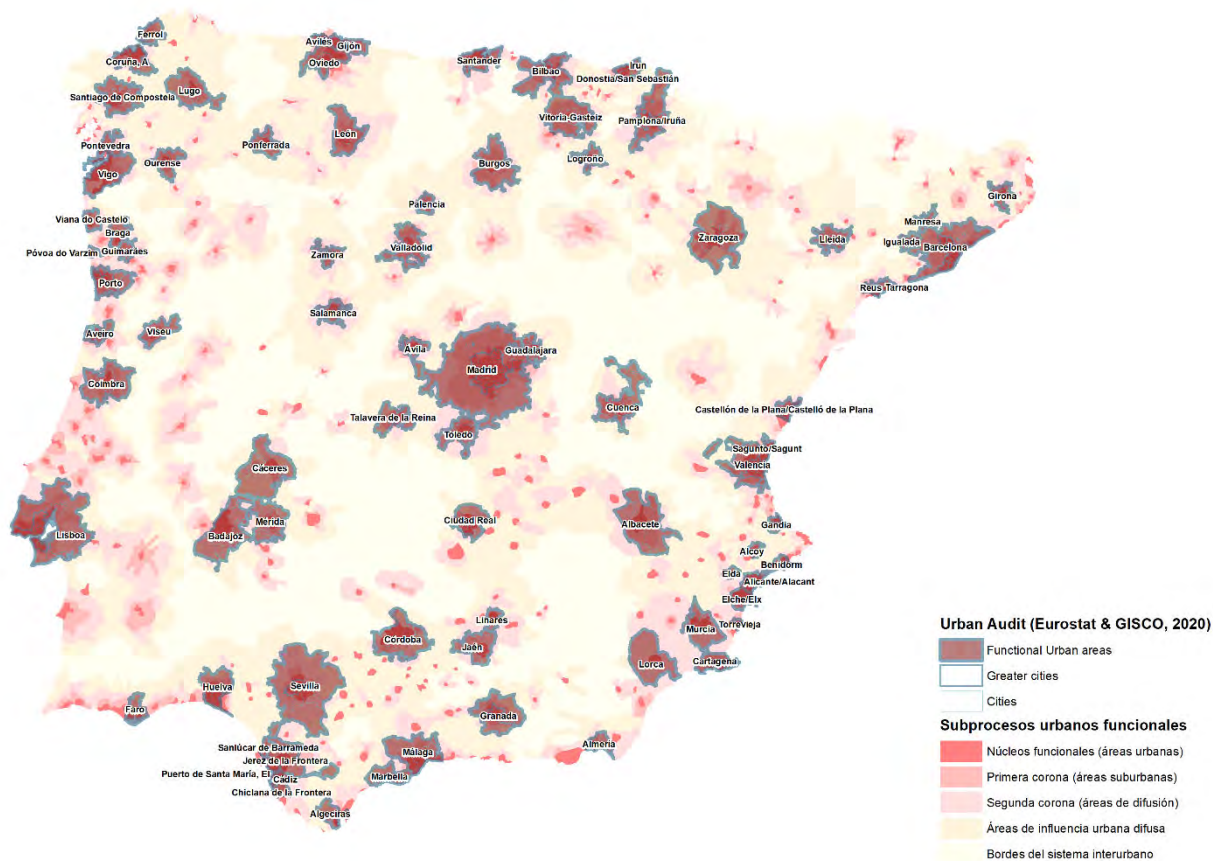 Ferrol
Avilés
Gijón
Coruña, A
Oviedo
Santander
Bilbao
Irun
Donostia/San Sebastián
Santiago de Compostela
Lugo
Vitoria-Gasteiz
Pamplona/Iruña
León
Pontevedra
Ourense
Ponferrada
Logroño
Burgos
Vigo
Girona
Palencia
Viana do Castelo
Manresa
Braga
Póvoa do Varzim
Guimarães
Zamora
Valladolid
Zaragoza
Lleida
Igualada
Barcelona
Porto
Reus
Tarragona
Salamanca
Aveiro
Viseu
Ávila
Guadalajara
Madrid
Coimbra
Cuenca
Castellón de la Plana/Castelló de la Plana
Talavera de la Reina
Toledo
Sagunto/Sagunt
Valencia
Cáceres
Lisboa
Badajoz
Mérida
Ciudad Real
Albacete
Gandia
Alcoy
Benidorm
Elda
Alicante/Alacant
Elche/Elx
Linares
Murcia
Torrevieja
Córdoba
Jaén
Lorca
Cartagena
Huelva
Sevilla
Faro
Granada
Sanlúcar de Barrameda
Málaga
Almería
Jerez de la Frontera
Puerto de Santa María, El
Cádiz
Marbella
Chiclana de la Frontera
Algeciras
Urban Audit (Eurostat & GISCO, 2020)
Functional Urban areas
Greater cities
Cities
Subprocesos urbanos funcionales
Núcleos funcionales (áreas urbanas)
Primera corona (áreas suburbanas)
Segunda corona (áreas de difusión)
Áreas de influencia urbana difusa
Bordes del sistema interurbano